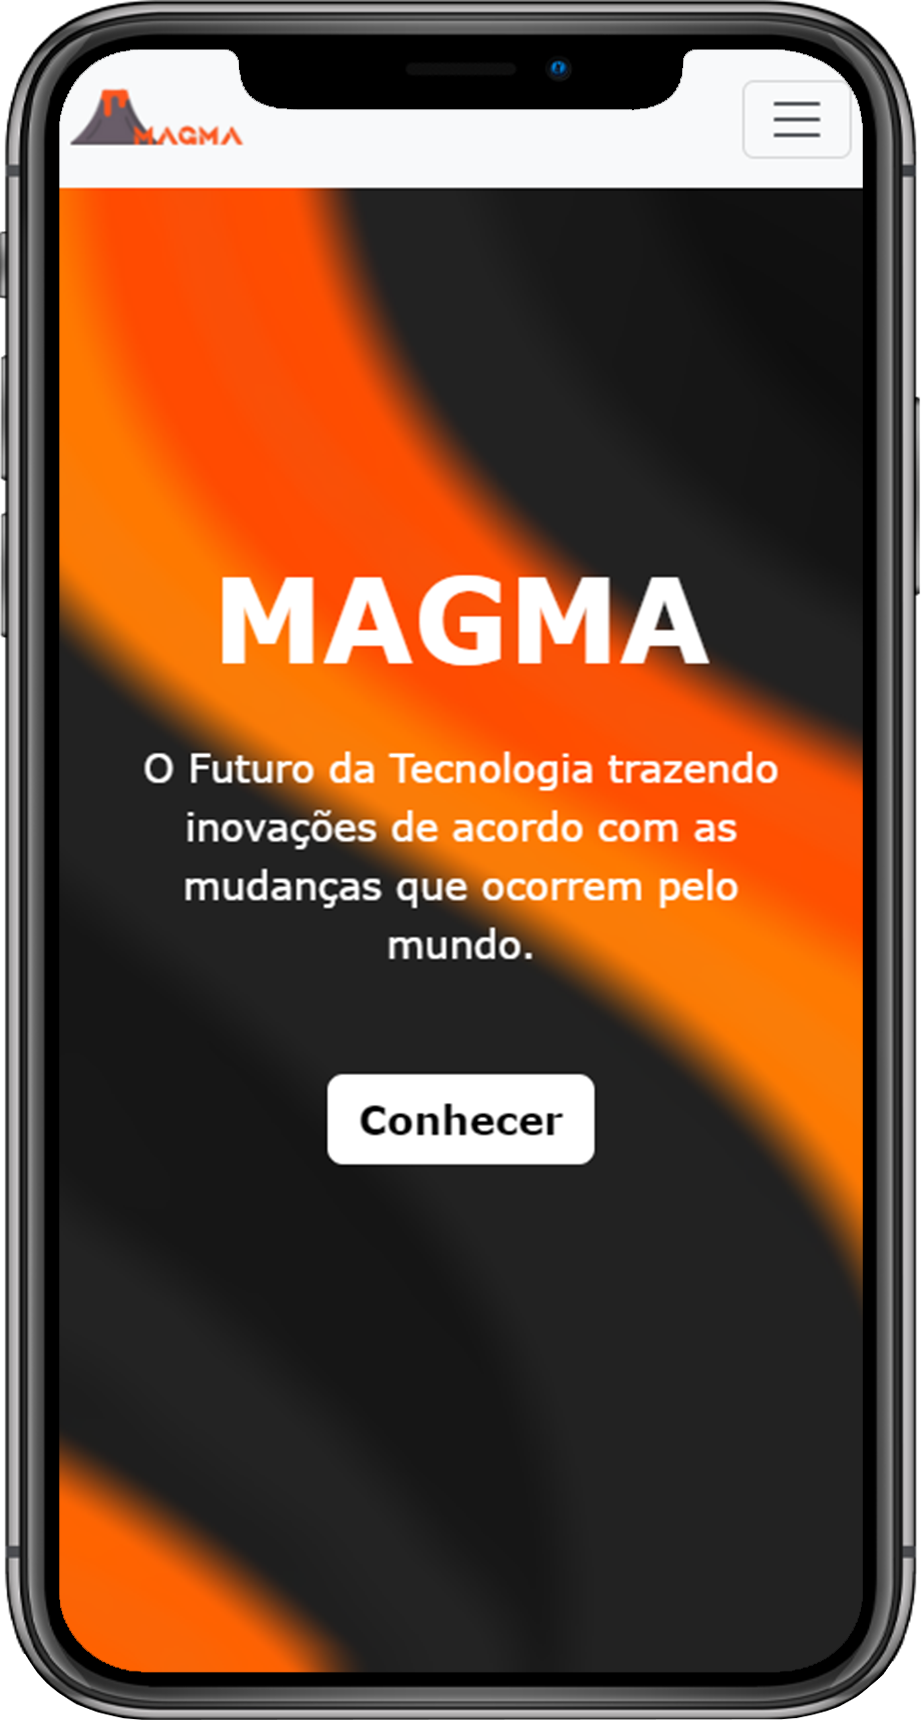 MAGMA
MAGMA
O Futuro da Tecnologia trazendo
inovações de acordo com as
mudanças que ocorrem pelo
mundo.
Conhecer